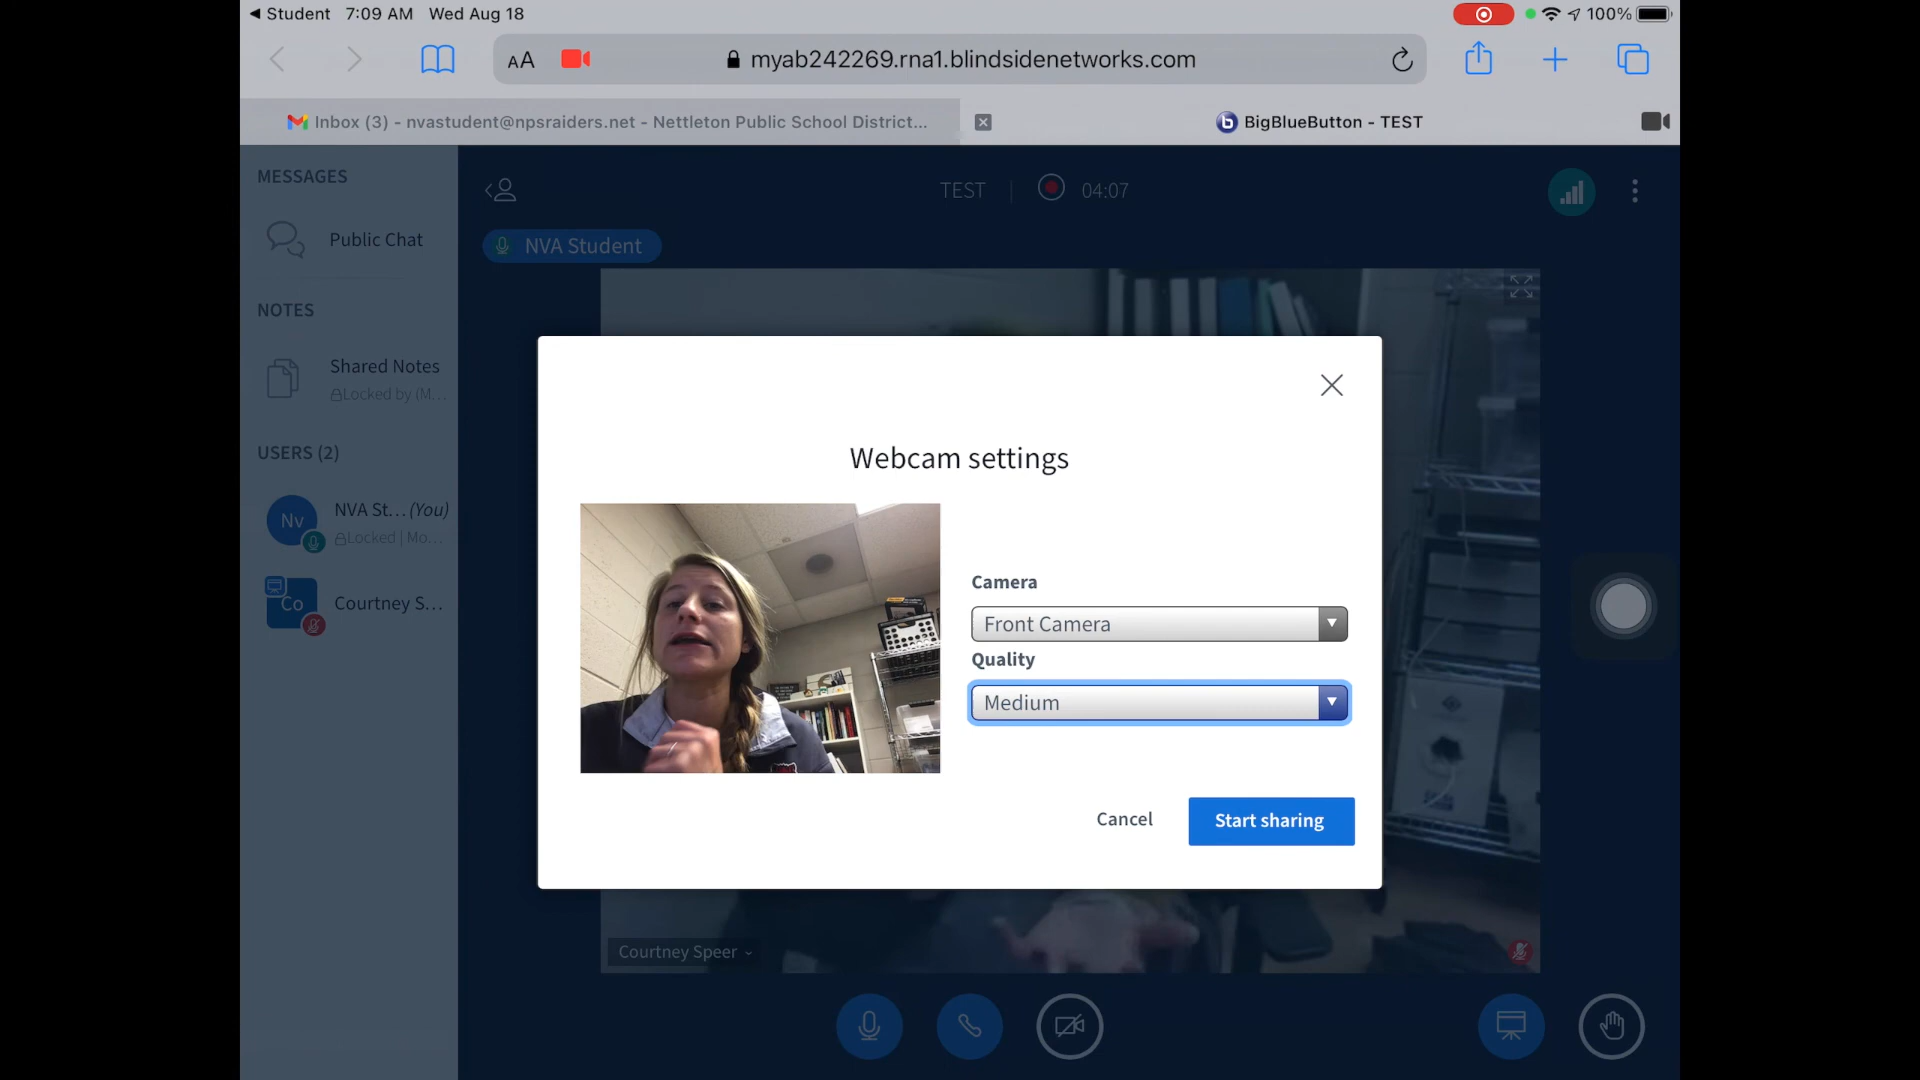 Student 7:09 AM Wed Aug 18
100%
AA myab242269.rna1.blindsidenetworks.com
Inbox (3) - nvastudent@npsraiders.net - Nettleton Public School District...
BigBlueButton - TEST
MESSAGES
Public Chat
NOTES
Shared Notes
Locked by (M...
USERS (2)
Nv NVA St... (You)
Locked | Mo...
Co Courtney S...
TEST | 04:07
NVA Student
Webcam settings
Camera
Front Camera
Quality
Medium
Cancel
Start sharing
Courtney Speer